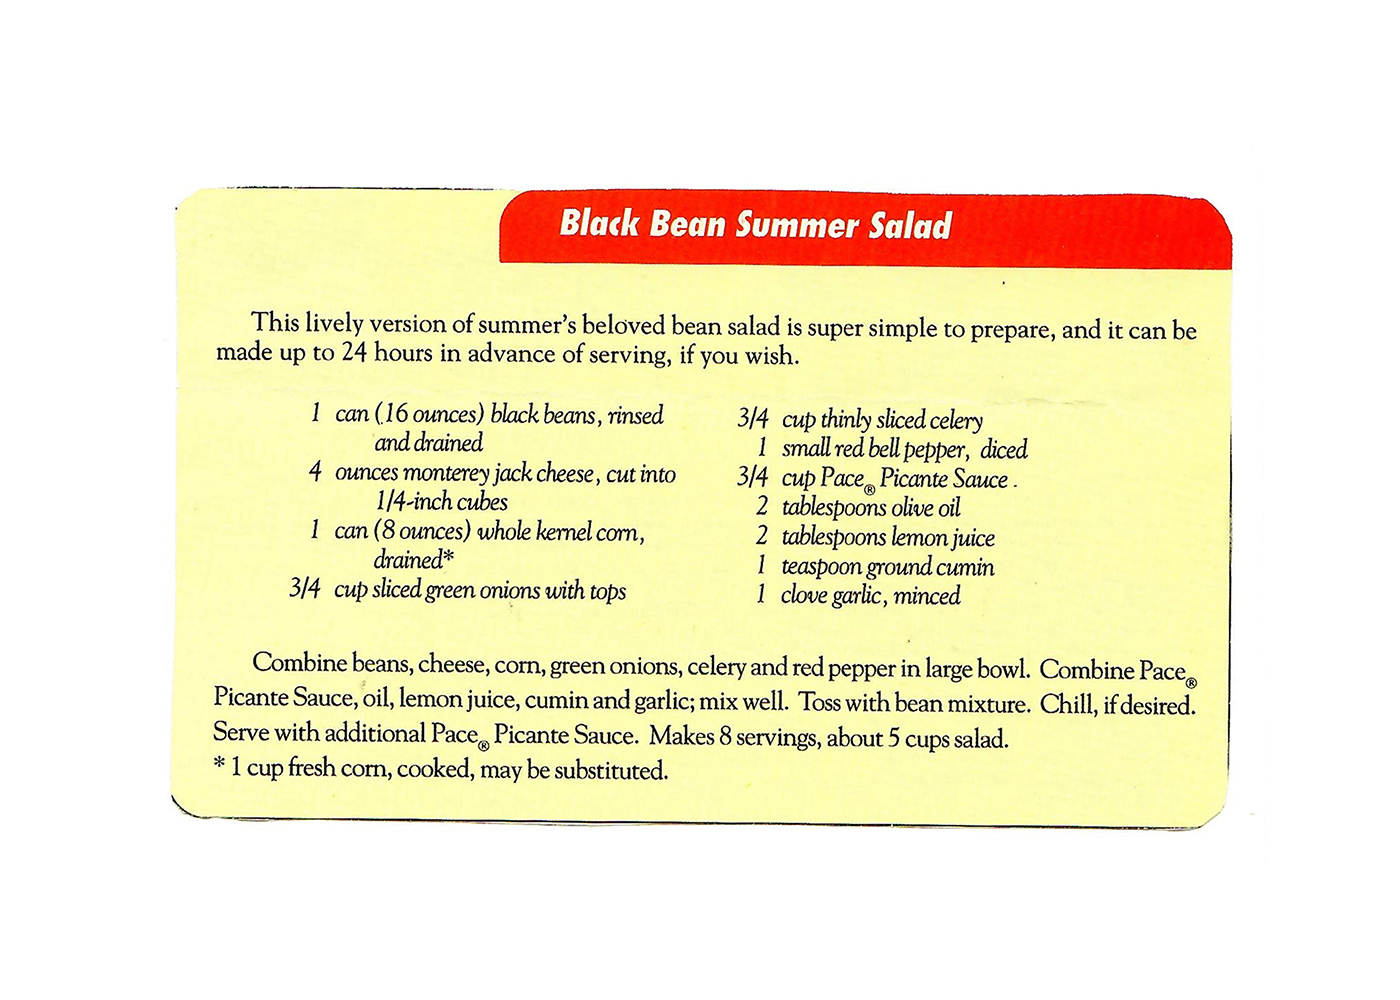 Black Bean Summer Salad
This lively version of summer's beloved bean salad is super simple to prepare, and it can be
made up to 24 hours in advance of serving, if you wish.
1 can (16 ounces) black beans, rinsed
and drained
4 ounces monterey jack cheese, cut into
1/4-inch cubes
1 can (8 ounces) whole kernel corn,
drained*
3/4 cup sliced green onions with tops
3/4 cup thinly sliced celery
1 small red bell pepper, diced
3/4 cup Pace® Picante Sauce.
2 tablespoons olive oil
2 tablespoons lemon juice
1 teaspoon ground cumin
1 clove garlic, minced
Combine beans, cheese, corn, green onions, celery and red pepper in large bowl. Combine Pace®
Picante Sauce, oil, lemon juice, cumin and garlic; mix well. Toss with bean mixture. Chill, if desired.
Serve with additional Pace® Picante Sauce. Makes 8 servings, about 5 cups salad.
* 1 cup fresh corn, cooked, may be substituted.